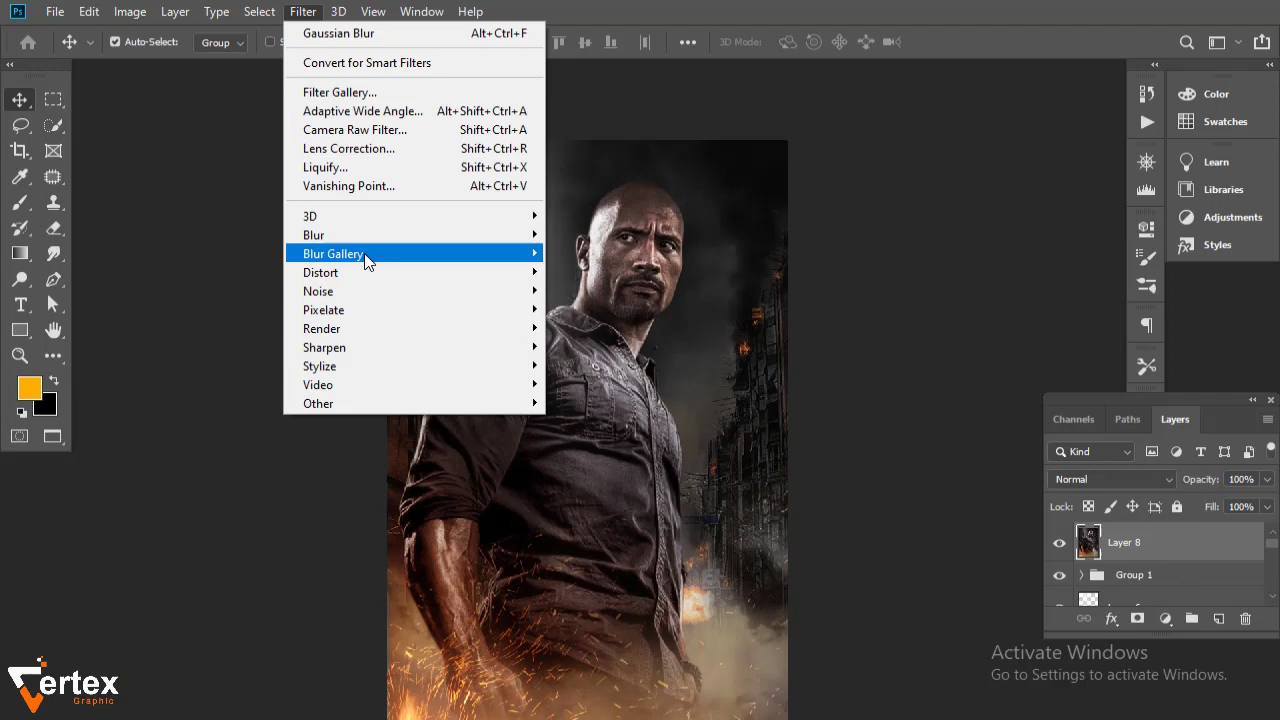 Ps File Edit Image Layer Type Select Filter 3D View Window Help
Auto-Select: Group 3D Mode:
Gaussian Blur Alt+Ctrl+F
Convert for Smart Filters
Filter Gallery...
Adaptive Wide Angle... Alt+Shift+Ctrl+A
Camera Raw Filter... Shift+Ctrl+A
Lens Correction... Shift+Ctrl+R
Liquify... Shift+Ctrl+X
Vanishing Point... Alt+Ctrl+V
3D
Blur
Blur Gallery
Distort
Noise
Pixelate
Render
Sharpen
Stylize
Video
Other
Color
Swatches
Learn
Libraries
Adjustments
Styles
Channels Paths Layers
Kind
Normal Opacity: 100%
Lock: Fill: 100%
Layer 8
Group 1
Activate Windows
Go to Settings to activate Windows.
Vertex
Graphic